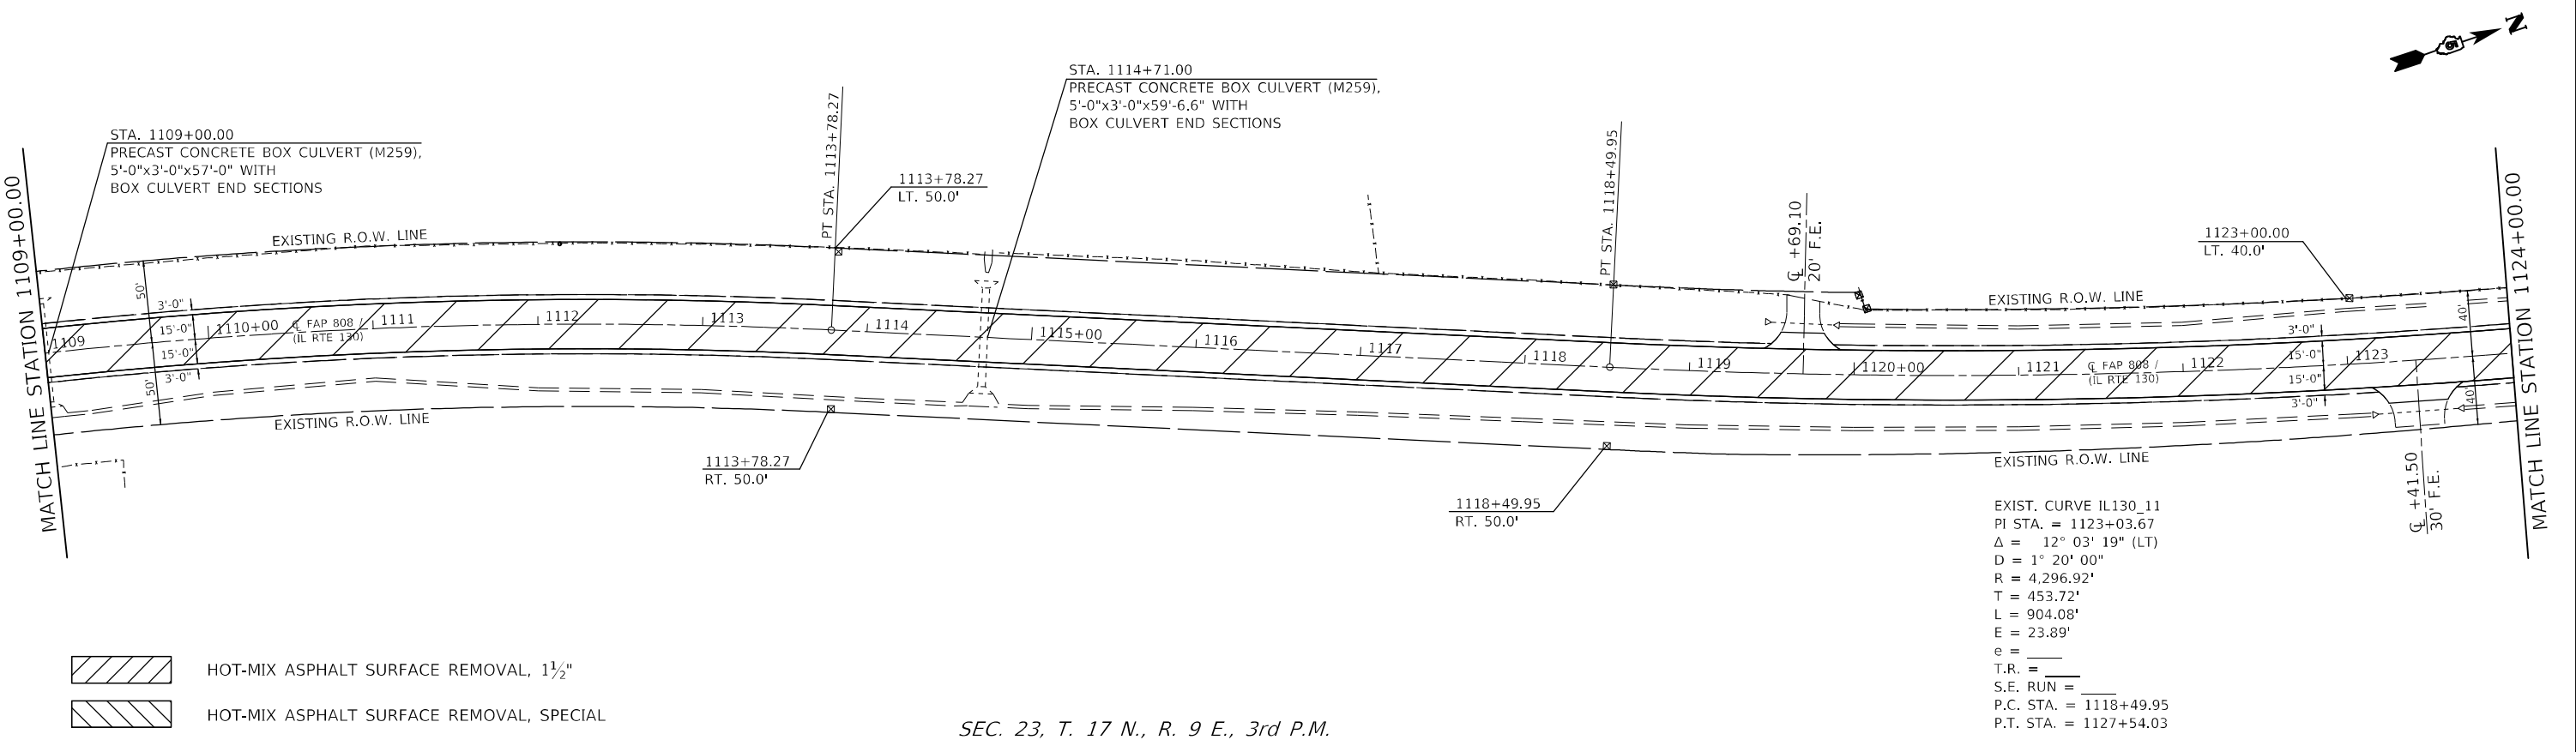 N
STA. 1109+00.00
PRECAST CONCRETE BOX CULVERT (M259),
5'-0"x3'-0"x57'-0" WITH
BOX CULVERT END SECTIONS
STA. 1114+71.00
PRECAST CONCRETE BOX CULVERT (M259),
5'-0"x3'-0"x59'-6.6" WITH
BOX CULVERT END SECTIONS
MATCH LINE STATION 1109+00.00
EXISTING R.O.W. LINE
PT STA. 1113+78.27
1113+78.27
LT. 50.0'
PT STA. 1118+49.95
℄ +69.10
20' F.E.
1123+00.00
LT. 40.0'
EXISTING R.O.W. LINE
MATCH LINE STATION 1124+00.00
50'
3'-0"
15'-0"
15'-0"
3'-0"
50'
1109
1110+00
℄ FAP 808 /
(IL RTE 130)
1111
1112
1113
1114
1115+00
1116
1117
1118
1119
1120+00
1121
℄ FAP 808 /
(IL RTE 130)
1122
1123
3'-0"
15'-0"
15'-0"
3'-0"
40'
40'
EXISTING R.O.W. LINE
1113+78.27
RT. 50.0'
1118+49.95
RT. 50.0'
EXISTING R.O.W. LINE
℄ +41.50
30' F.E.
EXIST. CURVE IL130_11
PI STA. = 1123+03.67
Δ = 12° 03' 19" (LT)
D = 1° 20' 00"
R = 4,296.92'
T = 453.72'
L = 904.08'
E = 23.89'
e = ____
T.R. = ____
S.E. RUN = ____
P.C. STA. = 1118+49.95
P.T. STA. = 1127+54.03
HOT-MIX ASPHALT SURFACE REMOVAL, 1½"
HOT-MIX ASPHALT SURFACE REMOVAL, SPECIAL
SEC. 23, T. 17 N., R. 9 E., 3rd P.M.